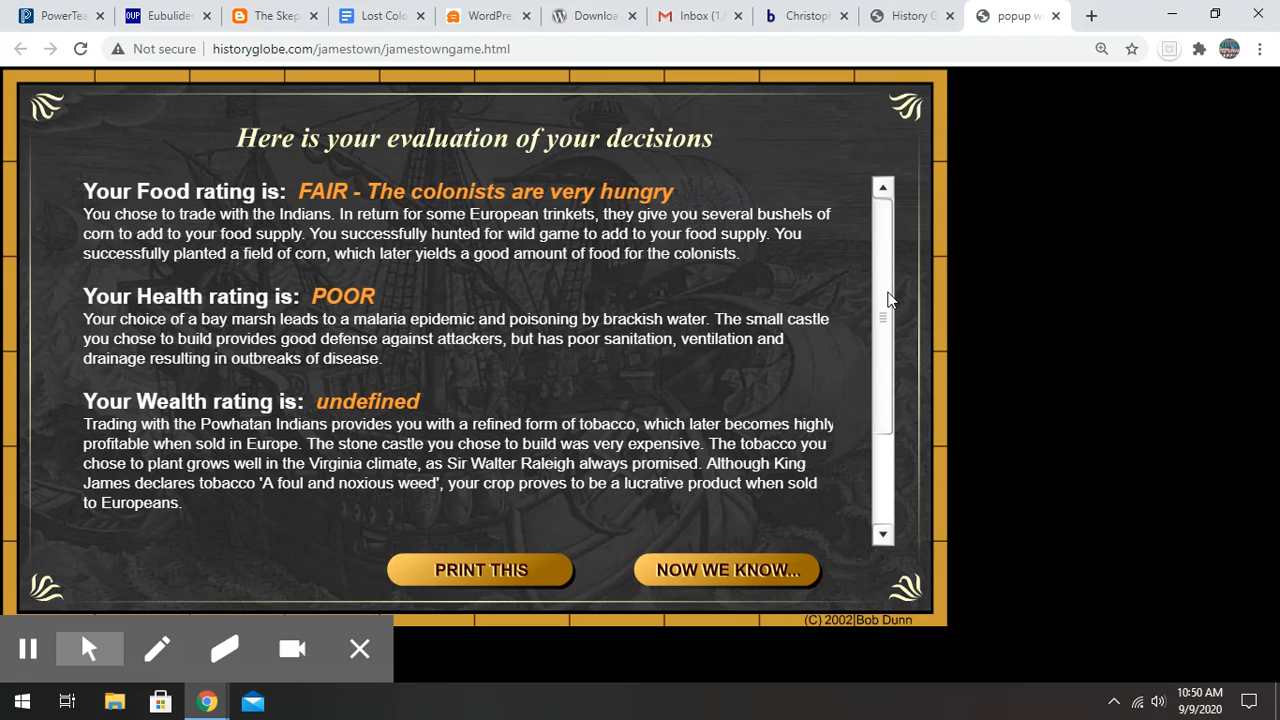 PowerTea
Eubulides
The Skep
Lost Colo
WordPre
Downloa
Inbox (1,
Christop
History G
popup w
Not secure historyglobe.com/jamestown/jamestowngame.html
Here is your evaluation of your decisions
Your Food rating is: FAIR - The colonists are very hungry
You chose to trade with the Indians. In return for some European trinkets, they give you several bushels of
corn to add to your food supply. You successfully hunted for wild game to add to your food supply. You
successfully planted a field of corn, which later yields a good amount of food for the colonists.
Your Health rating is: POOR
Your choice of a bay marsh leads to a malaria epidemic and poisoning by brackish water. The small castle
you chose to build provides good defense against attackers, but has poor sanitation, ventilation and
drainage resulting in outbreaks of disease.
Your Wealth rating is: undefined
Trading with the Powhatan Indians provides you with a refined form of tobacco, which later becomes highly
profitable when sold in Europe. The stone castle you chose to build was very expensive. The tobacco you
chose to plant grows well in the Virginia climate, as Sir Walter Raleigh always promised. Although King
James declares tobacco 'A foul and noxious weed', your crop proves to be a lucrative product when sold
to Europeans.
PRINT THIS
NOW WE KNOW...
(C) 2002 Bob Dunn
10:50 AM
9/9/2020